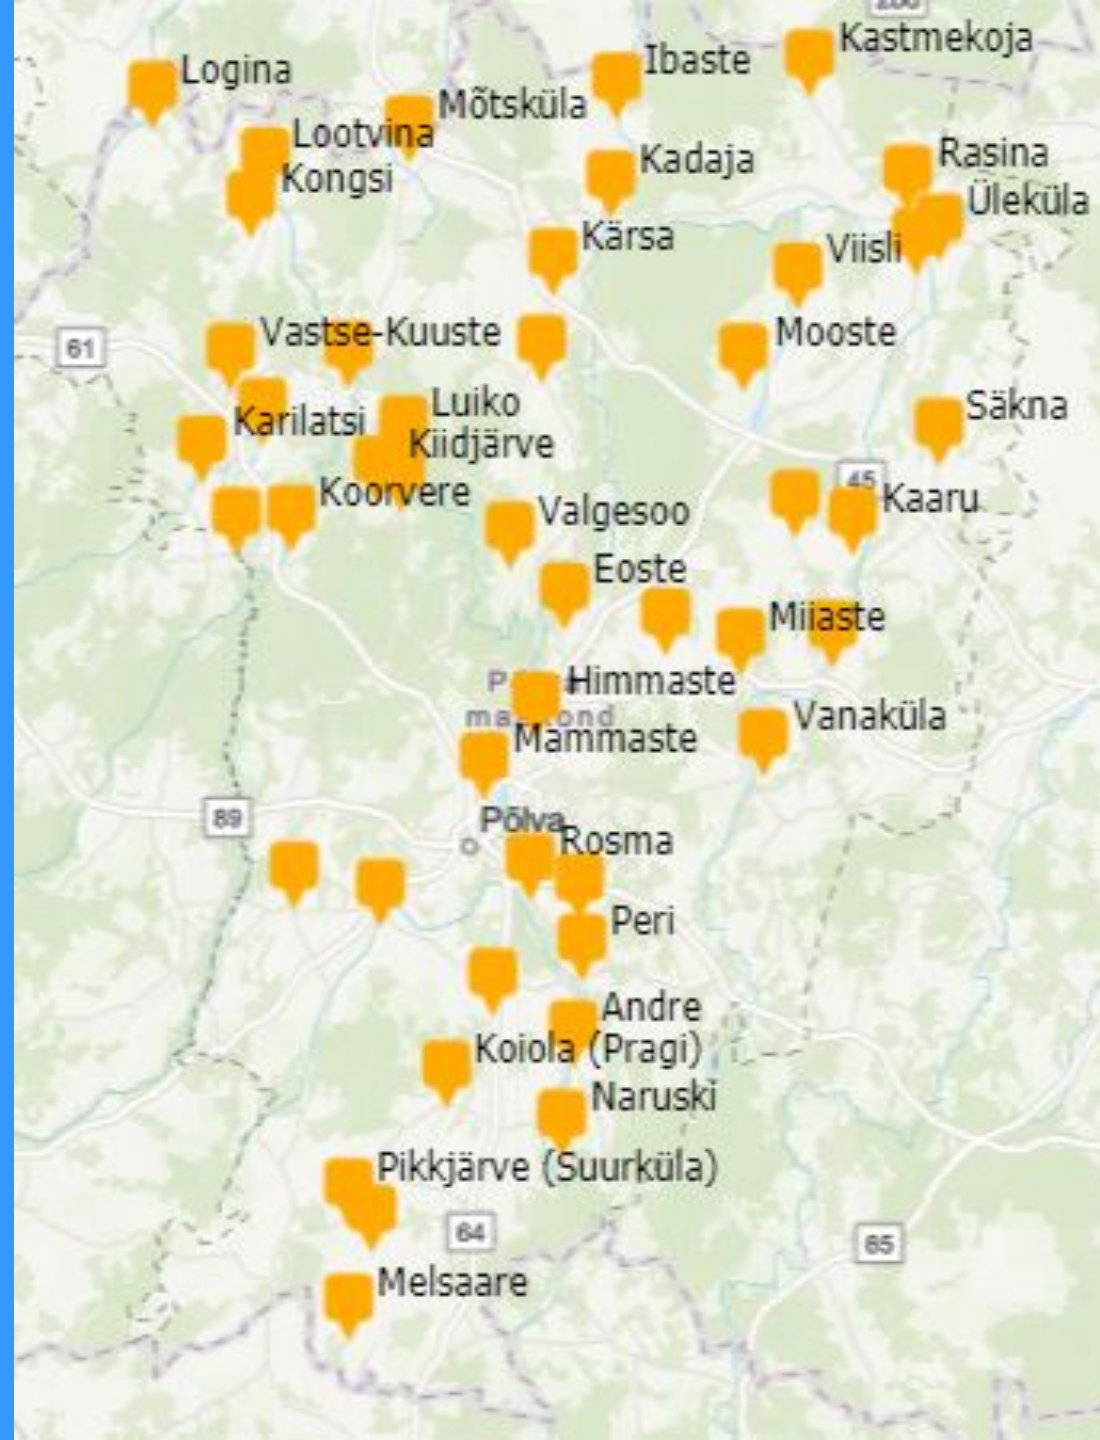 Kastmekoja
Ibaste
Logina
Mõtsküla
Lootvina
Kadaja
Rasina
Kongsi
Üleküla
Kärsa
Viisli
Vastse-Kuuste
Mooste
61
Luiko
Säkna
Karilatsi
Kiidjärve
45
Koorvere
Kaaru
Valgesoo
Eoste
Miiaste
Himmaste
Vanaküla
Mammaste
89
Põlva
Rosma
Peri
Andre
Koiola (Pragi)
Naruski
Pikkjärve (Suurküla)
64
65
Melsaare